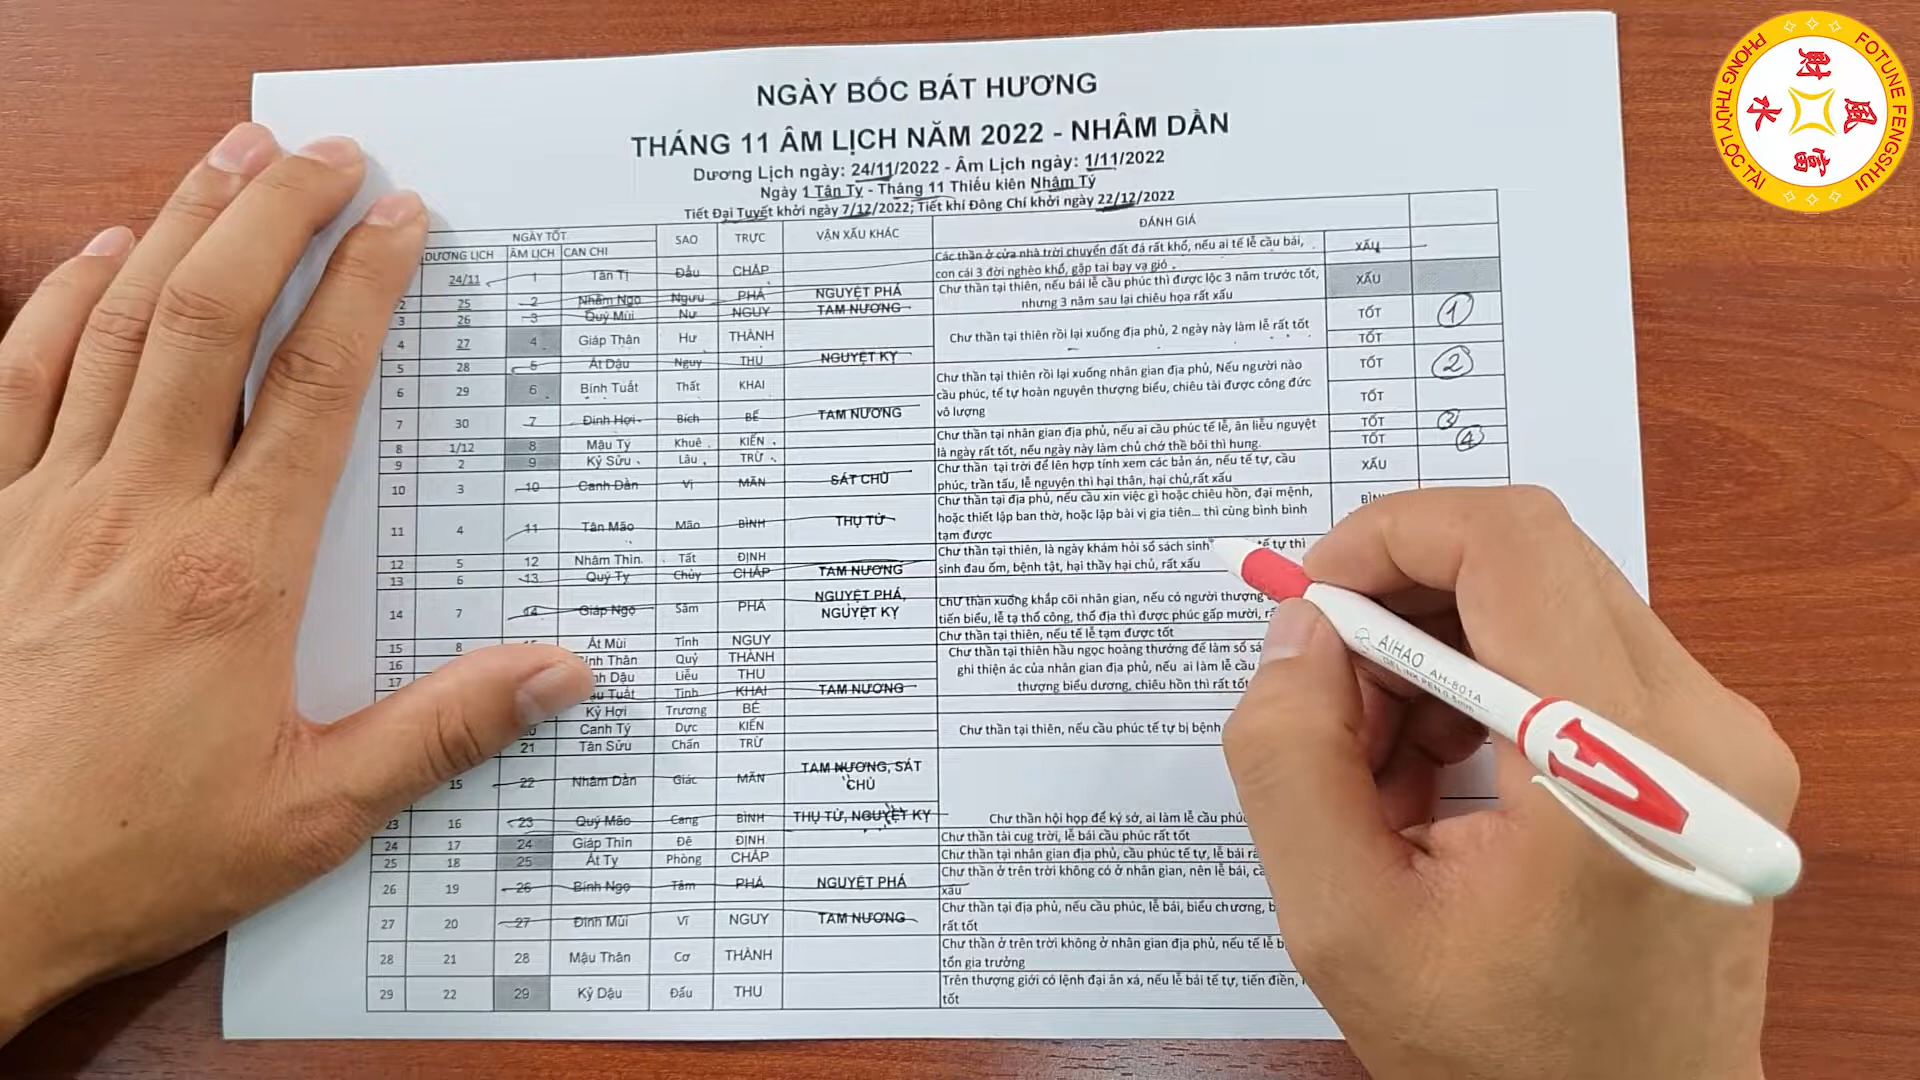 NGÀY BỐC BÁT HƯƠNG
THÁNG 11 ÂM LỊCH NĂM 2022 - NHÂM DẦN
Dương Lịch ngày: 24/11/2022 - Âm Lịch ngày: 1/11/2022
Ngày 1 Tân Tỵ - Tháng 11 Thiếu kiên Nhâm Tý
Tiết Đại Tuyết khởi ngày 7/12/2022; Tiết khí Đông Chí khởi ngày 22/12/2022
NGÀY TỐT SAO TRỰC VẬN XẤU KHÁC ĐÁNH GIÁ
DƯƠNG LỊCH ÂM LỊCH CAN CHI
24/11 1 Tân Tị Đẩu CHẤP
Các thần ở cửa nhà trời chuyển đất đá rất khổ, nếu ai tế lễ cầu bái,
con cái 3 đời nghèo khổ, gặp tai bay vạ gió .
XẤU
2 25 2 Nhâm Ngọ Ngưu PHÁ NGUYỆT PHÁ
3 26 3 Quý Mùi Nữ NGUY TAM NƯƠNG
Chư thần tại thiên, nếu bái lễ cầu phúc thì được lộc 3 năm trước tốt,
nhưng 3 năm sau lại chiêu họa rất xấu
XẤU
4 27 4 Giáp Thân Hư THÀNH
5 28 5 Ất Dậu Nguy THU NGUYỆT KỴ
Chư thần tại thiên rồi lại xuống địa phủ, 2 ngày này làm lễ rất tốt
TỐT 1
TỐT
6 29 6 Bính Tuất Thất KHAI
7 30 7 Đinh Hợi Bích BẾ TAM NƯƠNG
Chư thần tại thiên rồi lại xuống nhân gian địa phủ, Nếu người nào
cầu phúc, tế tự hoàn nguyên thượng biểu, chiêu tài được công đức
vô lượng
TỐT 2
TỐT
8 1/12 8 Mậu Tý Khuê KIẾN
9 2 9 Kỷ Sửu Lâu TRỪ
Chư thần tại nhân gian địa phủ, nếu ai cầu phúc tế lễ, ân liễu nguyệt
là ngày rất tốt, nếu ngày này làm chủ chớ thề bồi thì hung.
TỐT 3
TỐT 4
10 3 10 Canh Dần Vị MÃN SÁT CHỦ
Chư thần tại trời để lên hợp tính xem các bản án, nếu tế tự, cầu
phúc, trần tấu, lễ nguyện thì hại thân, hại chủ,rất xấu
XẤU
11 4 11 Tân Mão Mão BÌNH THỤ TỬ
Chư thần tại địa phủ, nếu cầu xin việc gì hoặc chiêu hồn, đại mệnh,
hoặc thiết lập ban thờ, hoặc lập bài vị gia tiên... thì cùng bình bình
tạm được
12 5 12 Nhâm Thìn Tất ĐỊNH
13 6 13 Quý Tỵ Chủy CHẤP TAM NƯƠNG
Chư thần tại thiên, là ngày khám hỏi sổ sách sinh tế tự thì
sinh đau ốm, bệnh tật, hại thầy hại chủ, rất xấu
14 7 14 Giáp Ngọ Sâm PHÁ NGUYỆT PHÁ,
NGUYỆT KỴ
Chư thần xuống khắp cõi nhân gian, nếu có người thượng
tiến biểu, lễ tạ thổ công, thổ địa thì được phúc gấp mười,
15 8 Ất Mùi Tỉnh NGUY
Chư thần tại thiên, nếu tế lễ tạm được tốt
16 Thân Quỷ THÀNH
17 Dậu Liễu THU
Tuất Tinh KHAI TAM NƯƠNG
Chư thần tại thiên hầu ngọc hoàng thướng để làm sổ
ghi thiện ác của nhân gian địa phủ, nếu ai làm lễ cầu
thượng biểu dương, chiêu hồn thì rất tốt
Kỷ Hợi Trương BẾ
Canh Tý Dực KIẾN
21 Tân Sửu Chẩn TRỪ
Chư thần tại thiên, nếu cầu phúc tế tự bị bệnh
15 22 Nhâm Dần Giác MÃN TAM NƯƠNG, SÁT
CHỦ
23 16 23 Quý Mão Cang BÌNH THỤ TỬ, NGUYỆT KỴ
Chư thần hội họp để ký sở, ai làm lễ cầu
24 17 24 Giáp Thìn Đê ĐỊNH
Chư thần tài cug trời, lễ bái cầu phúc rất tốt
25 18 25 Ất Tỵ Phòng CHẤP
Chư thần tại nhân gian địa phủ, cầu phúc tế tự, lễ bái
26 19 26 Bính Ngọ Tâm PHÁ NGUYỆT PHÁ
Chư thần ở trên trời không có ở nhân gian, nên lễ bái,
xấu
27 20 27 Đinh Mùi Vĩ NGUY TAM NƯƠNG
Chư thần tại địa phủ, nếu cầu phúc, lễ bái, biểu chương,
rất tốt
28 21 28 Mậu Thân Cơ THÀNH
Chư thần ở trên trời không ở nhân gian địa phủ, nếu tế lễ
tổn gia trưởng
29 22 29 Kỷ Dậu Đẩu THU
Trên thượng giới có lệnh đại ân xá, nếu lễ bái tế tự, tiến điền,
tốt
AIHAO AH-801A
PHONG THỦY LỘC TÀI
FOTUNE FENGSHUI
財
風
水
富